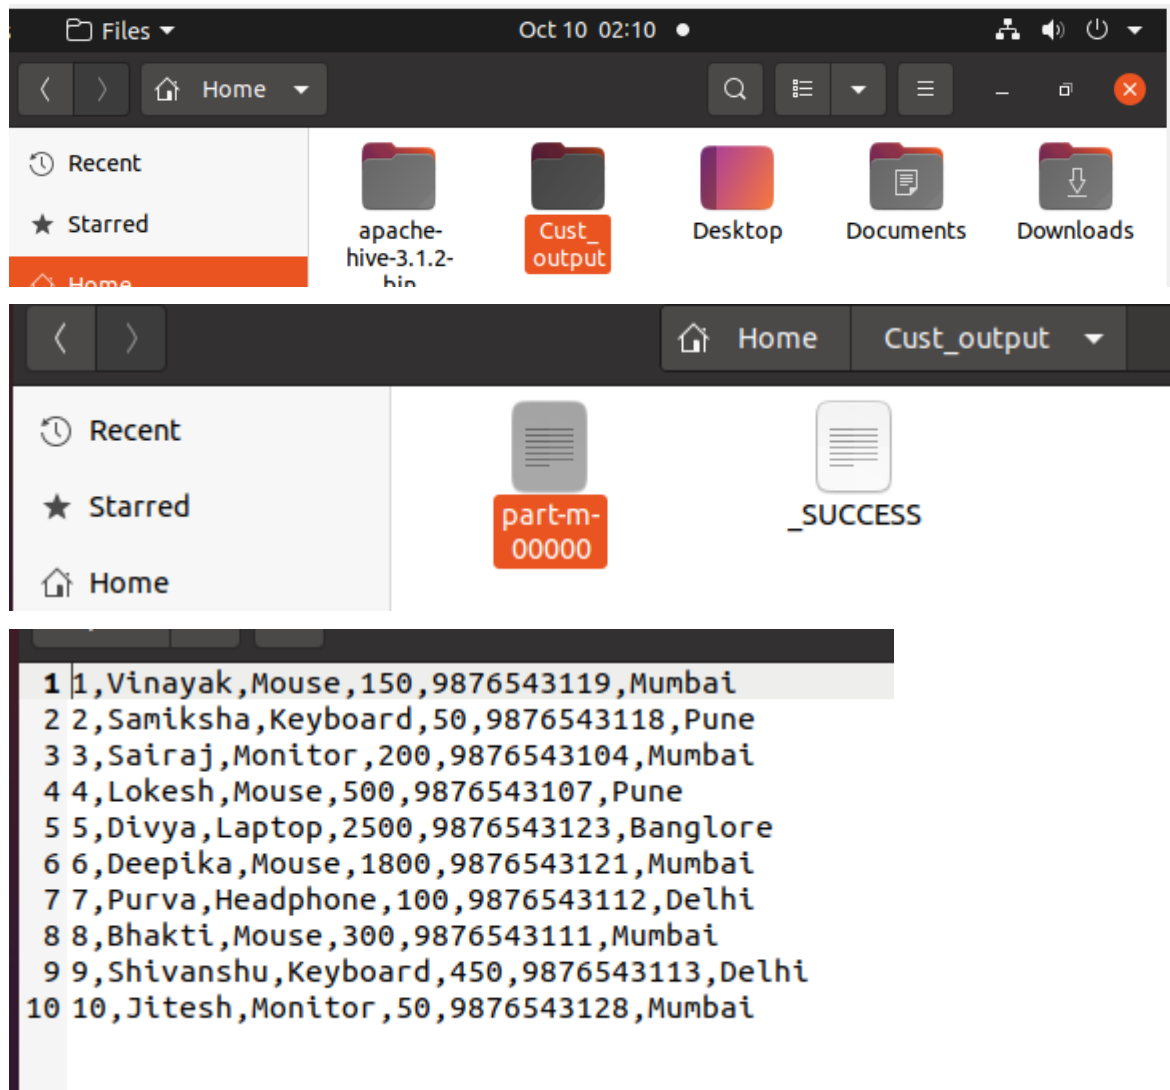 Files
Oct 10 02:10
Home
Recent
Starred
Home
apache-
hive-3.1.2-
bin
Cust_
output
Desktop
Documents
Downloads
Home
Cust_output
Recent
Starred
Home
part-m-
00000
_SUCCESS
1 1,Vinayak,Mouse,150,9876543119,Mumbai
2 2,Samiksha,Keyboard,50,9876543118,Pune
3 3,Sairaj,Monitor,200,9876543104,Mumbai
4 4,Lokesh,Mouse,500,9876543107,Pune
5 5,Divya,Laptop,2500,9876543123,Banglore
6 6,Deepika,Mouse,1800,9876543121,Mumbai
7 7,Purva,Headphone,100,9876543112,Delhi
8 8,Bhakti,Mouse,300,9876543111,Mumbai
9 9,Shivanshu,Keyboard,450,9876543113,Delhi
10 10,Jitesh,Monitor,50,9876543128,Mumbai